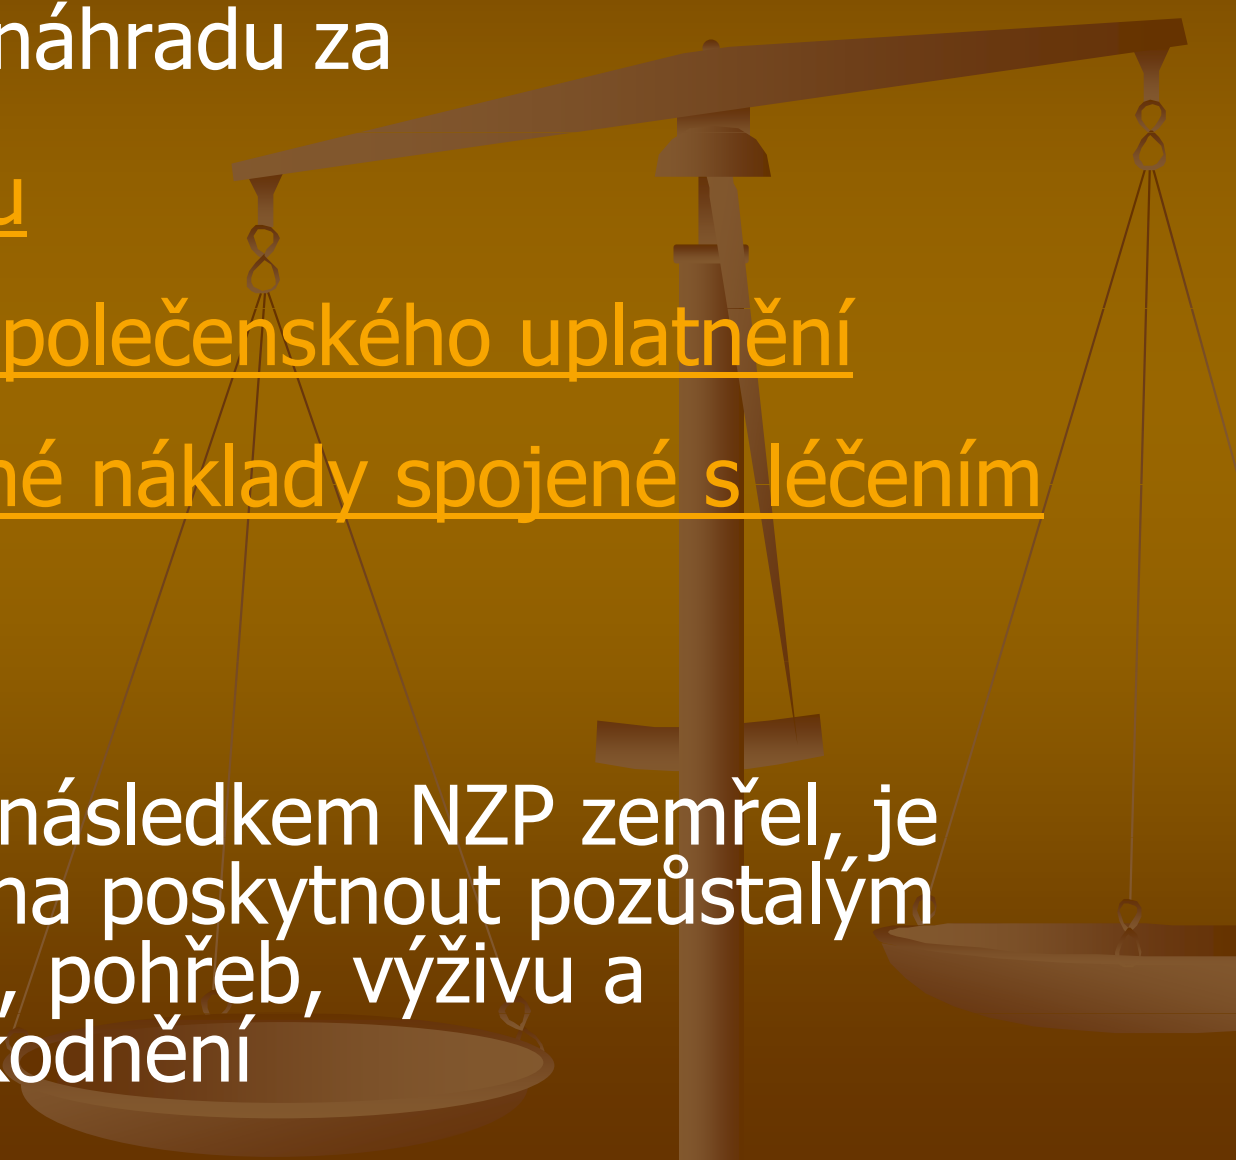 náhradu za
u
polečenského uplatnění
né náklady spojené s léčením
následkem NZP zemřel, je
na poskytnout pozůstalým
, pohřeb, výživu a
kodnění